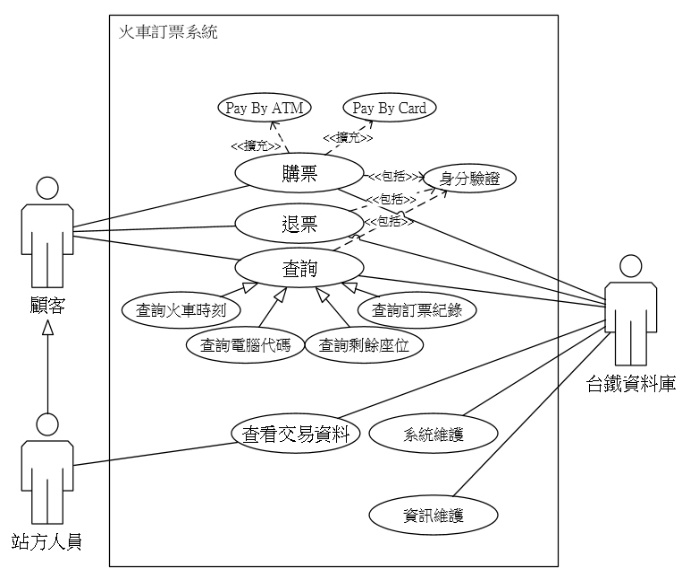 火車訂票系統
Pay By ATM
Pay By Card
<<擴充>>
<<擴充>>
購票
<<包括>>
身分驗證
<<包括>>
退票
<<包括>>
查詢
顧客
查詢火車時刻
查詢訂票紀錄
查詢電腦代碼
查詢剩餘座位
台鐵資料庫
查看交易資料
系統維護
資訊維護
站方人員